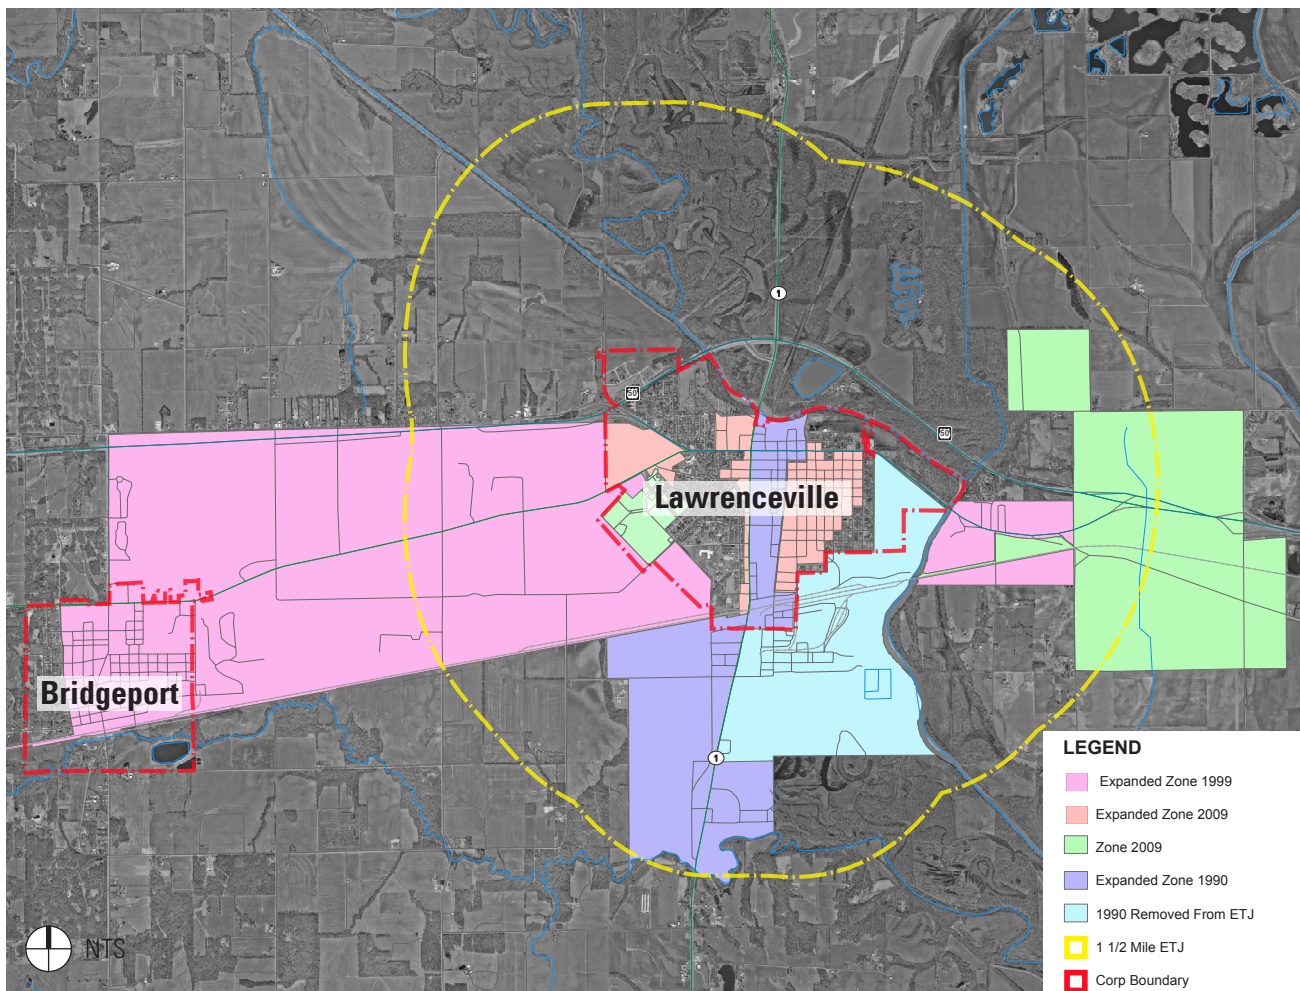 1
50
50
Lawrenceville
Bridgeport
1
LEGEND
Expanded Zone 1999
Expanded Zone 2009
Zone 2009
Expanded Zone 1990
1990 Removed From ETJ
1 1/2 Mile ETJ
Corp Boundary
NTS